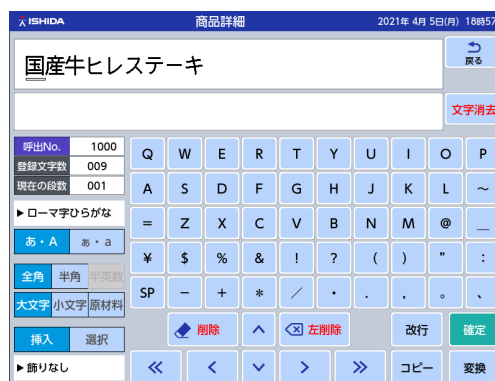 ISHIDA 商品詳細 2021年 4月 5日(月) 18時57
国産牛ヒレステーキ
戻る
文字消去
呼出No. 1000
登録文字数 009
現在の段数 001
▶ローマ字ひらがな
あ・A ぁ・a
全角 半角 半英数
大文字 小文字 原材料
挿入 選択
▶飾りなし
Q W E R T Y U I O P
A S D F G H J K L ~
= Z X C V B N M @ _
¥ $ % & ! ? ( ) " :
SP − + * / ・ . , 。 、
削除 ∧ 左削除 改行 確定
≪ < ∨ > ≫ コピー 変換